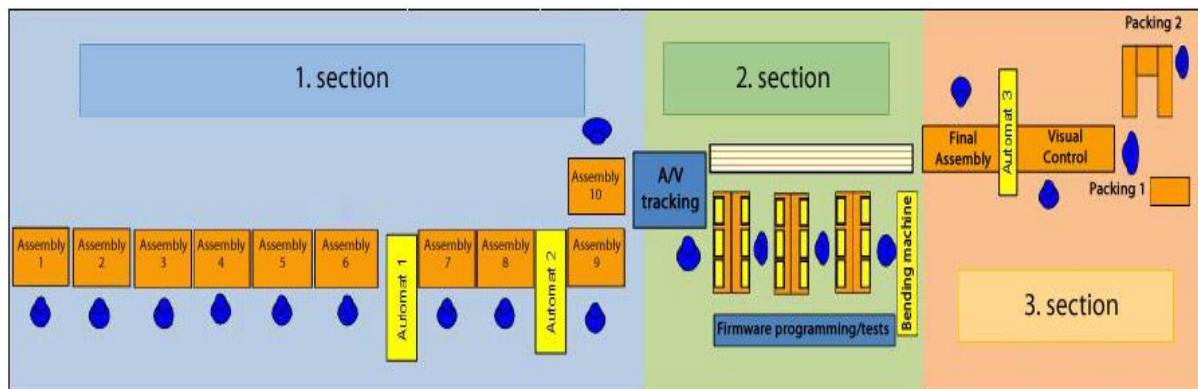 1. section
2. section
3. section
Packing 2
Final
Assembly
Automat 3
Visual
Control
Packing 1
Assembly
10
A/V
tracking
Assembly
1
Assembly
2
Assembly
3
Assembly
4
Assembly
5
Assembly
6
Automat 1
Assembly
7
Assembly
8
Automat 2
Assembly
9
Bending machine
Firmware programming/tests